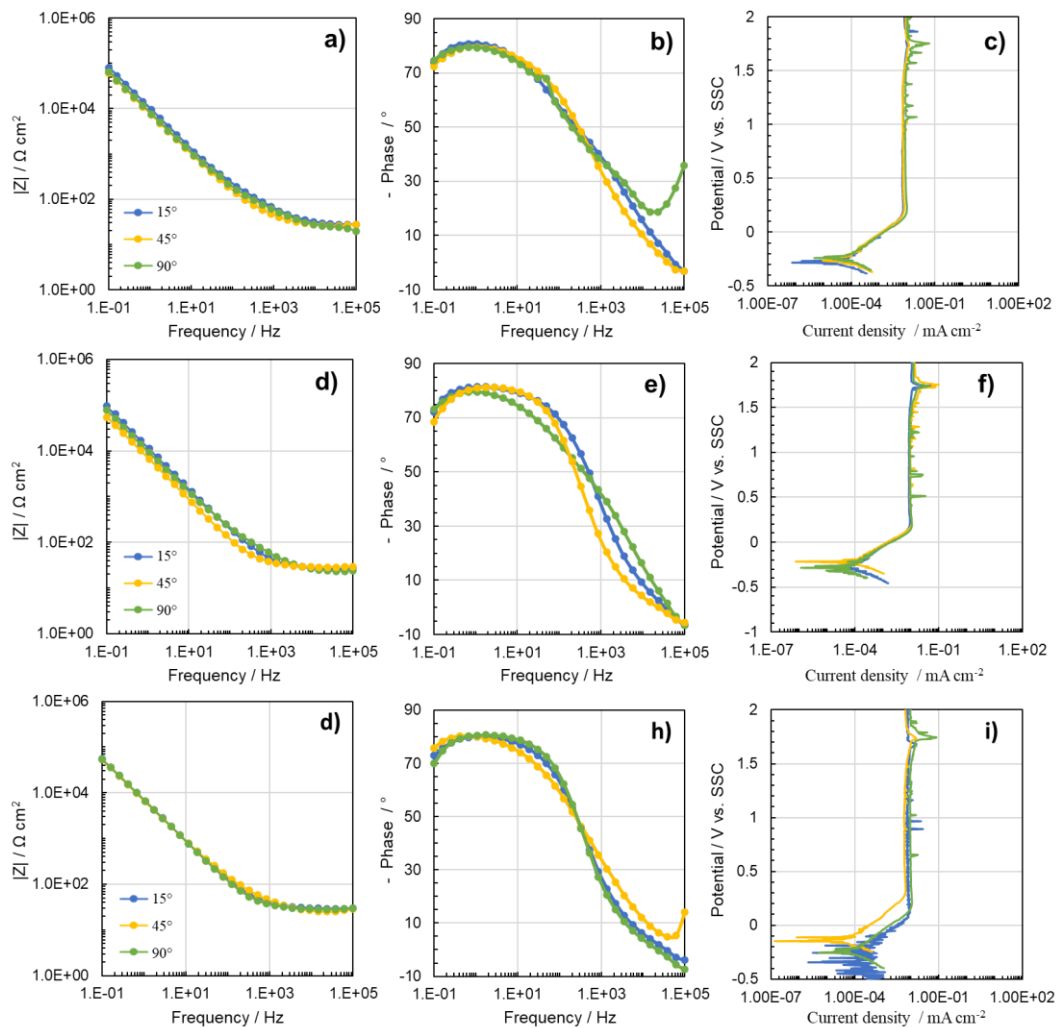 a)
1.0E+06
1.0E+04
1.0E+02
1.0E+00
|Z| / Ω cm²
15°
45°
90°
1.E-01 1.E+01 1.E+03 1.E+05
Frequency / Hz
b)
90
70
50
30
10
-10
- Phase / °
1.E-01 1.E+01 1.E+03 1.E+05
Frequency / Hz
c)
2
1.5
1
0.5
0
-0.5
Potential / V vs. SSC
1.00E-07 1.00E-04 1.00E-01 1.00E+02
Current density / mA cm⁻²
d)
1.0E+06
1.0E+04
1.0E+02
1.0E+00
|Z| / Ω cm²
15°
45°
90°
1.E-01 1.E+01 1.E+03 1.E+05
Frequency / Hz
e)
90
70
50
30
10
-10
- Phase / °
1.E-01 1.E+01 1.E+03 1.E+05
Frequency / Hz
f)
2
1.5
1
0.5
0
-0.5
-1
Potential / V vs. SSC
1.E-07 1.E-04 1.E-01 1.E+02
Current density / mA cm⁻²
d)
1.0E+06
1.0E+04
1.0E+02
1.0E+00
|Z| / Ω cm²
15°
45°
90°
1.E-01 1.E+01 1.E+03 1.E+05
Frequency / Hz
h)
90
70
50
30
10
-10
- Phase / °
1.E-01 1.E+01 1.E+03 1.E+05
Frequency / Hz
i)
2
1.5
1
0.5
0
-0.5
Potential / V vs. SSC
1.00E-07 1.00E-04 1.00E-01 1.00E+02
Current density / mA cm⁻²